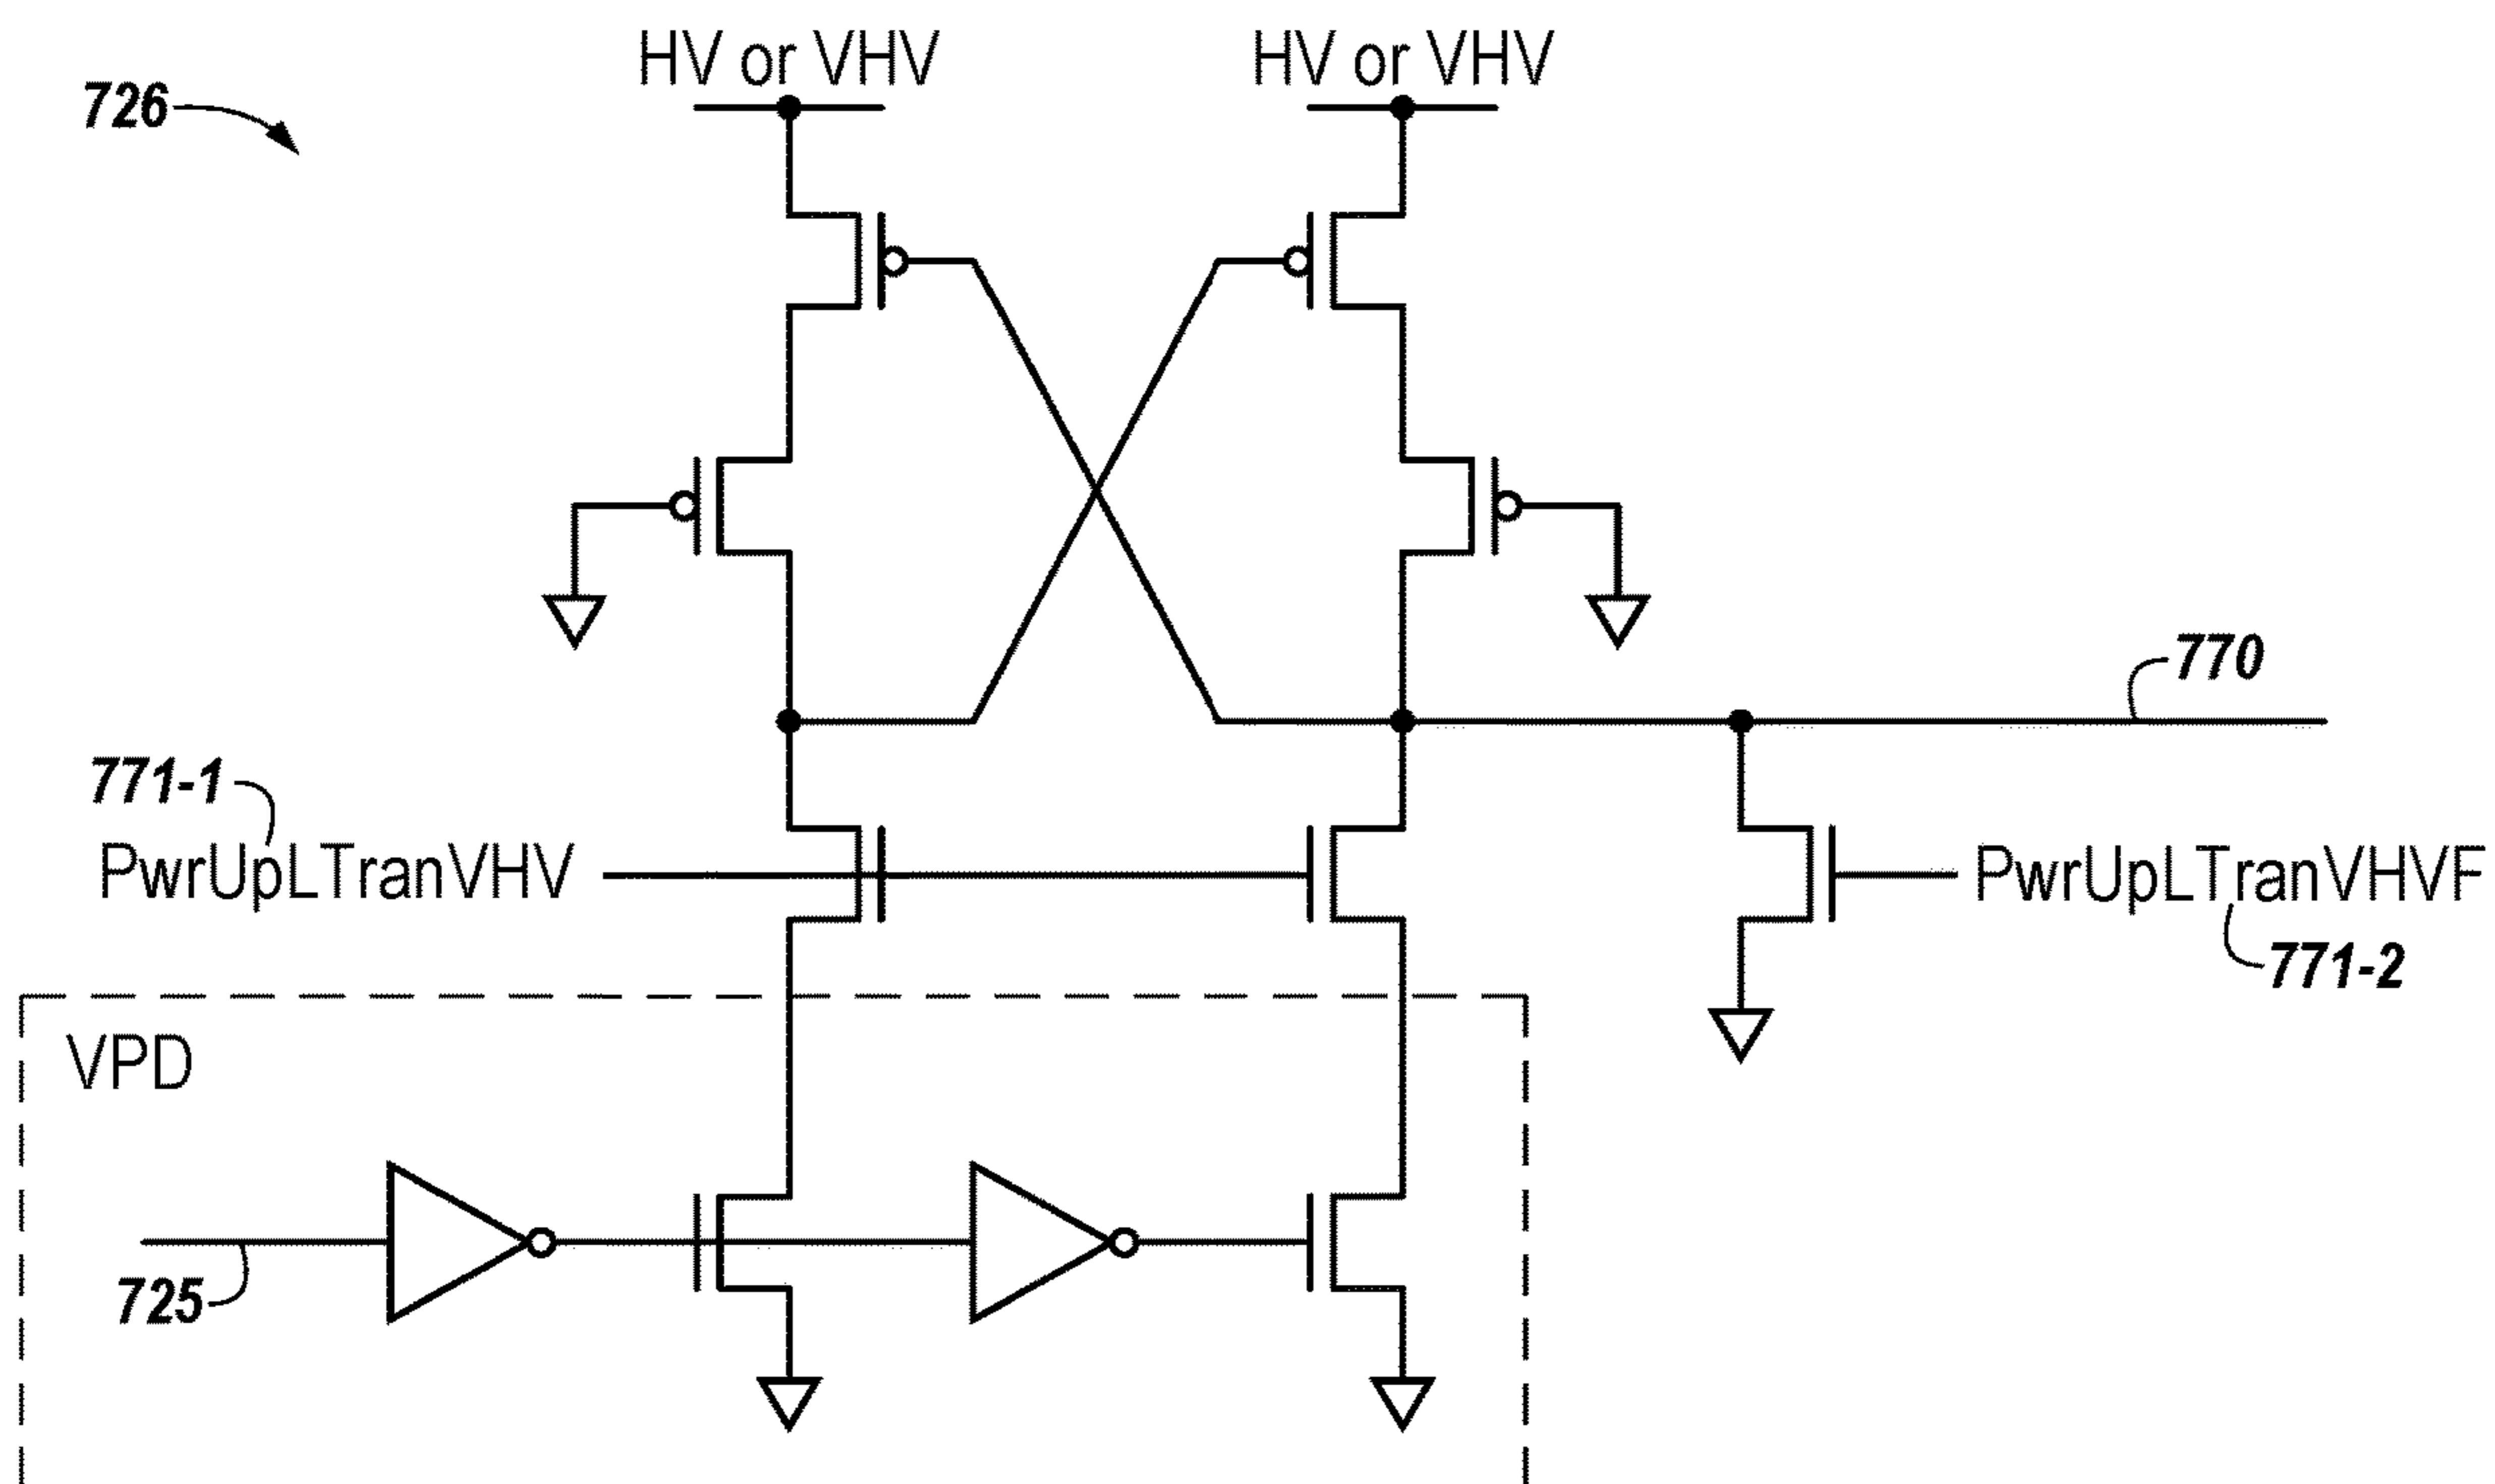 HV or VHV
HV or VHV
726
770
771-1
PwrUpLTranVHV
PwrUpLTranVHVF
771-2
VPD
725